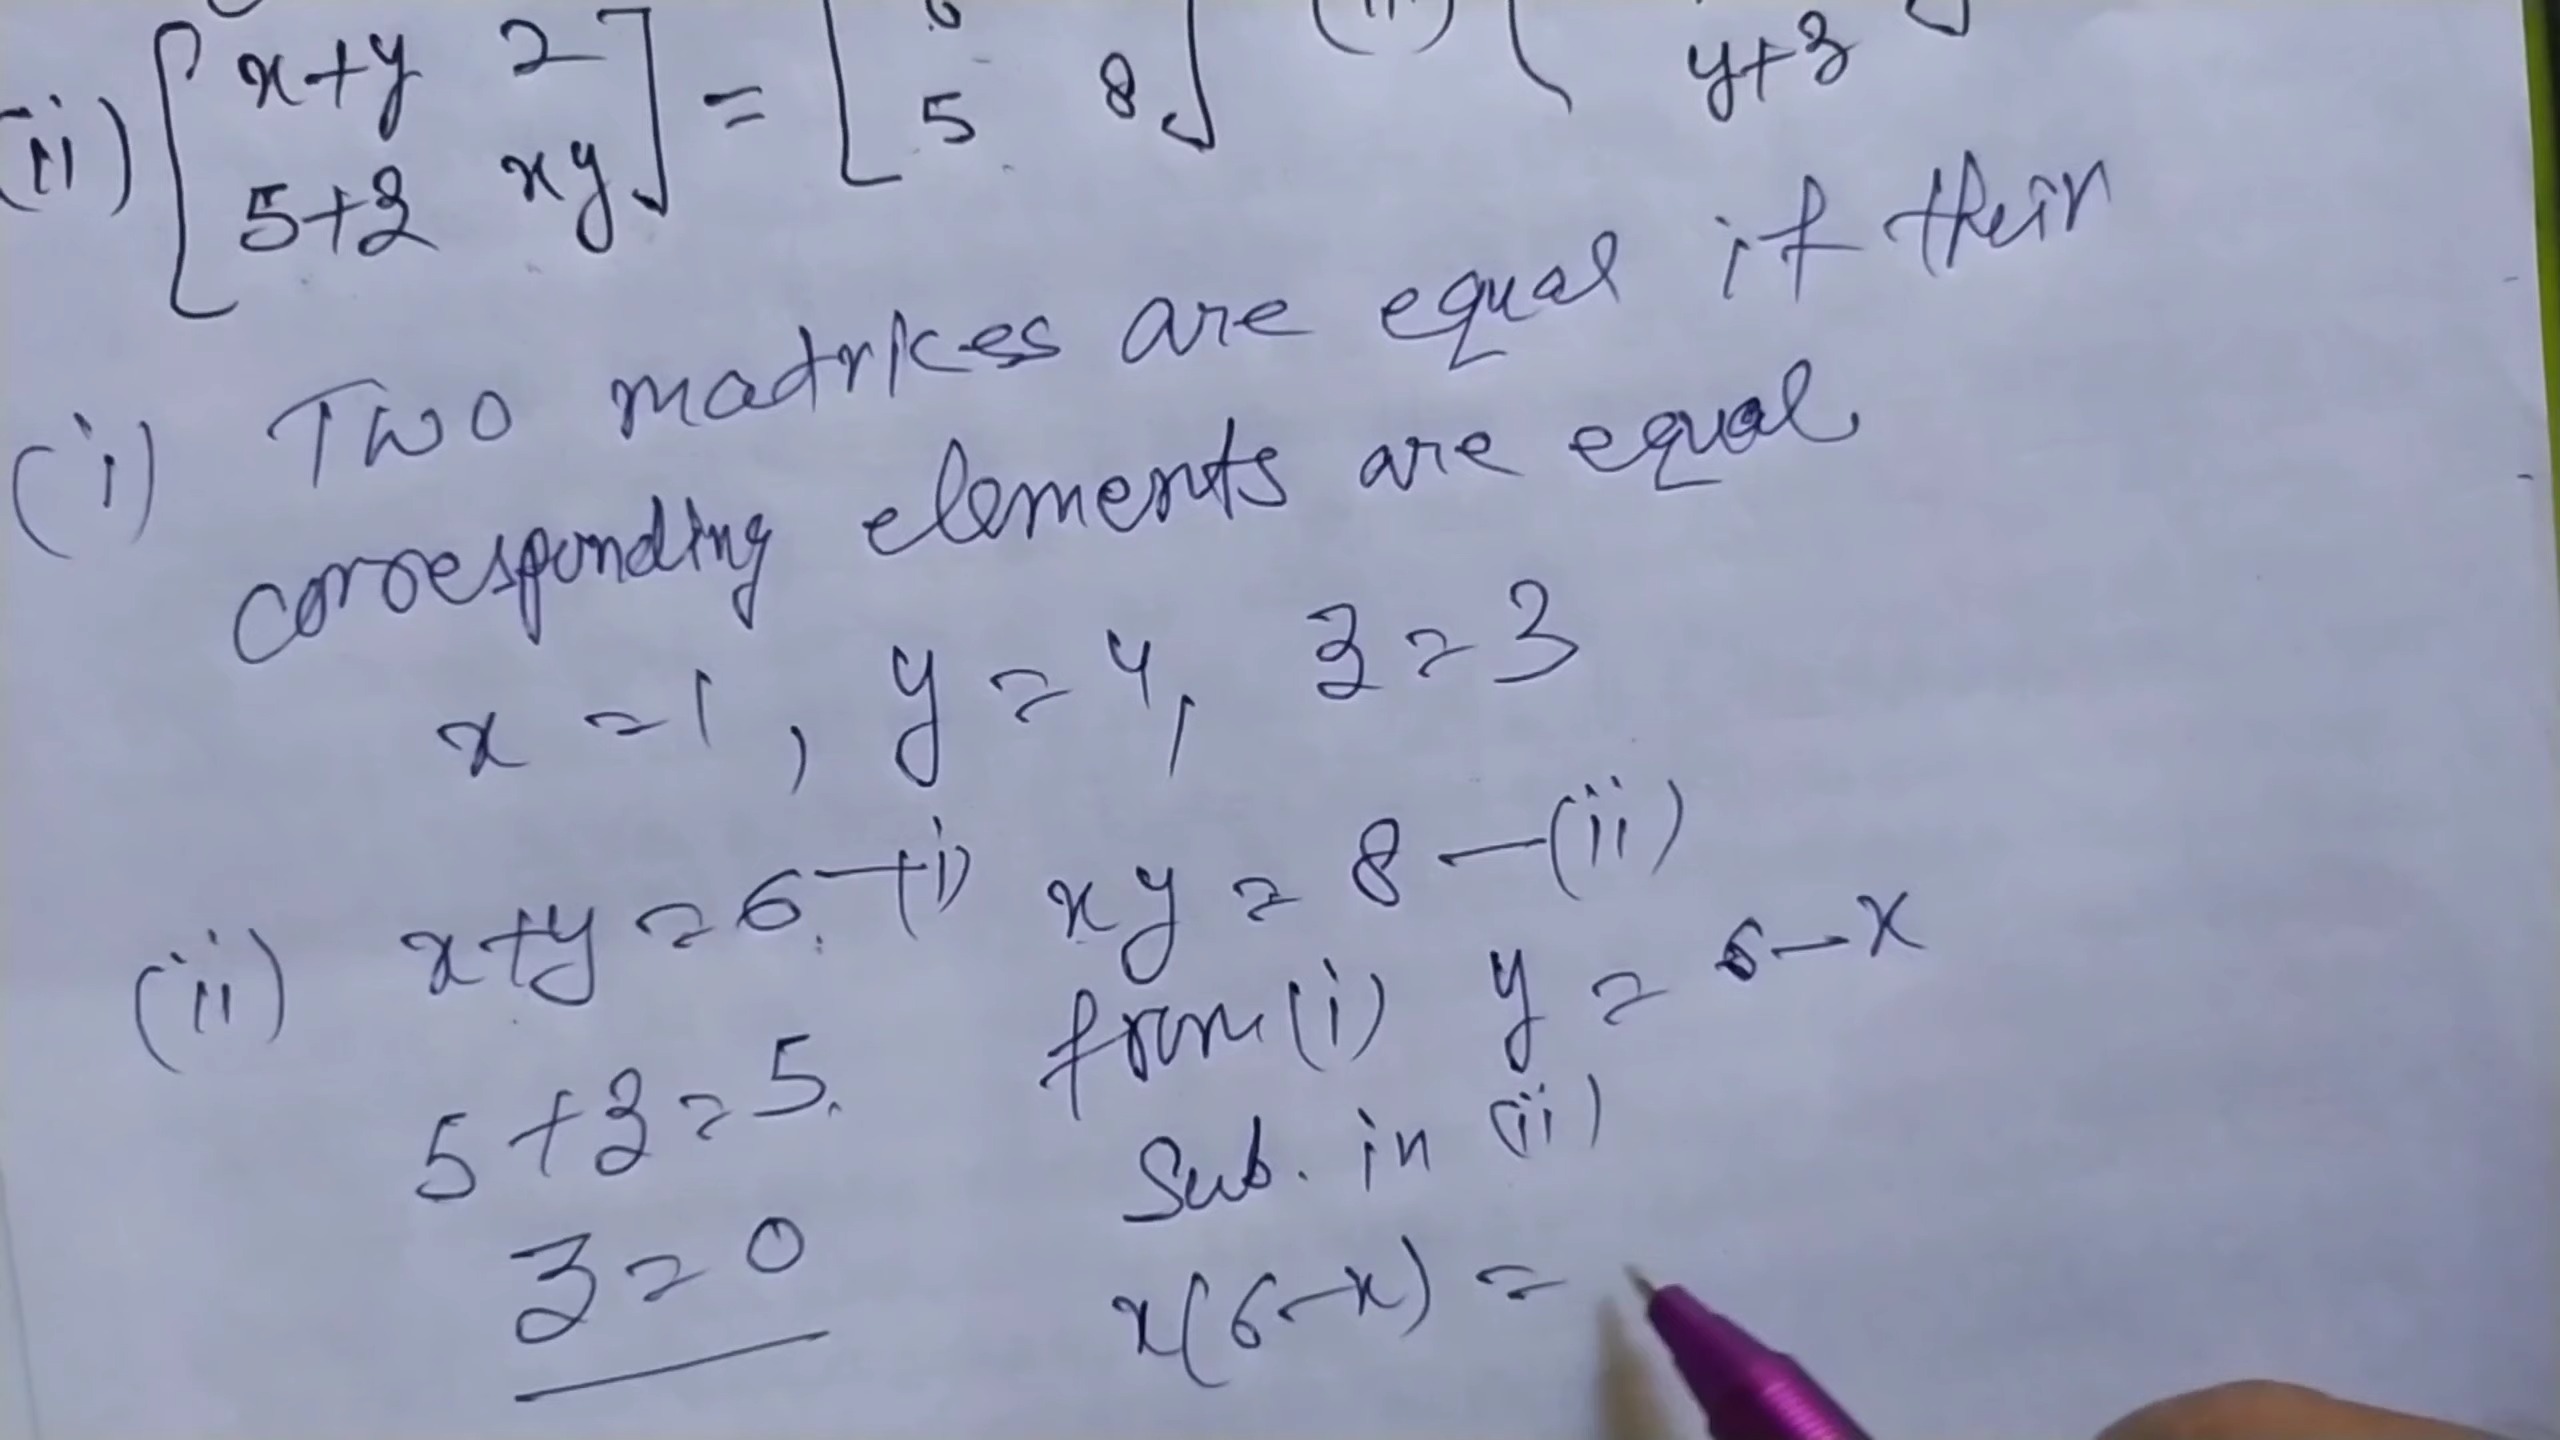 (ii) [x+y 2 = [6 (ii) (
5+z xy] 5 8] y+z ]
(i) Two matrices are equal if their
corresponding elements are equal
x = 1, y = 4, z = 3
(ii) x+y = 6 —(i) xy = 8 —(ii)
from (i) y = 6-x
5+z = 5. Sub. in (ii)
z = 0 x(6-x) =